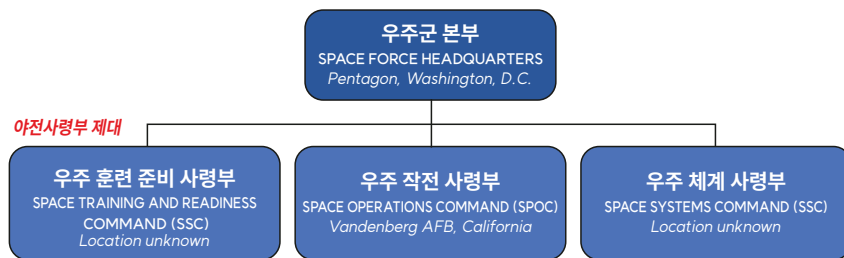 우주군 본부
SPACE FORCE HEADQUARTERS
Pentagon, Washington, D.C.
야전사령부 제대
우주 훈련 준비 사령부
SPACE TRAINING AND READINESS
COMMAND (SSC)
Location unknown
우주 작전 사령부
SPACE OPERATIONS COMMAND (SPOC)
Vandenberg AFB, California
우주 체계 사령부
SPACE SYSTEMS COMMAND (SSC)
Location unknown